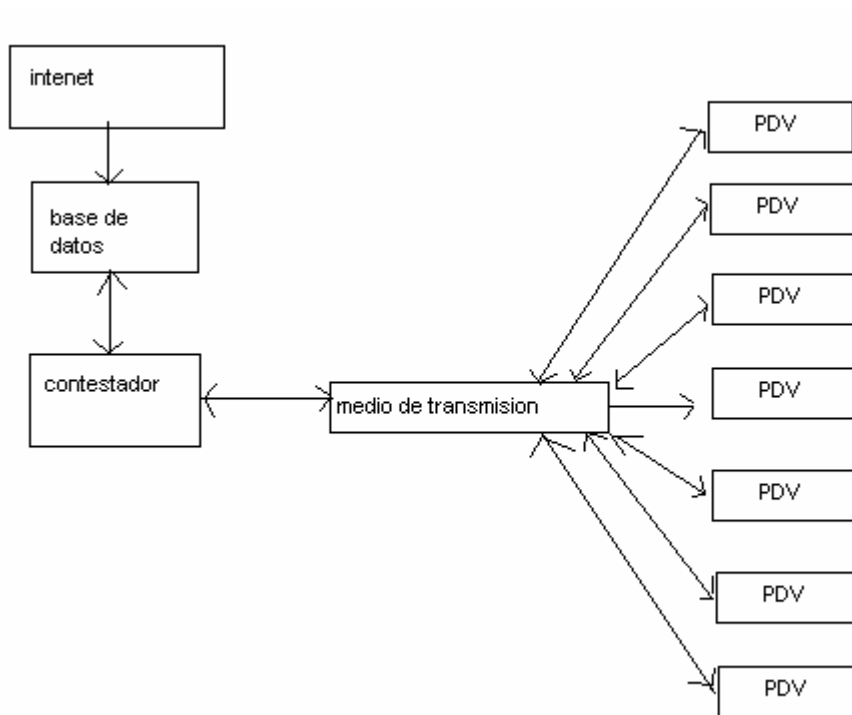 intenet
base de
datos
contestador
medio de transmision
PDV
PDV
PDV
PDV
PDV
PDV
PDV